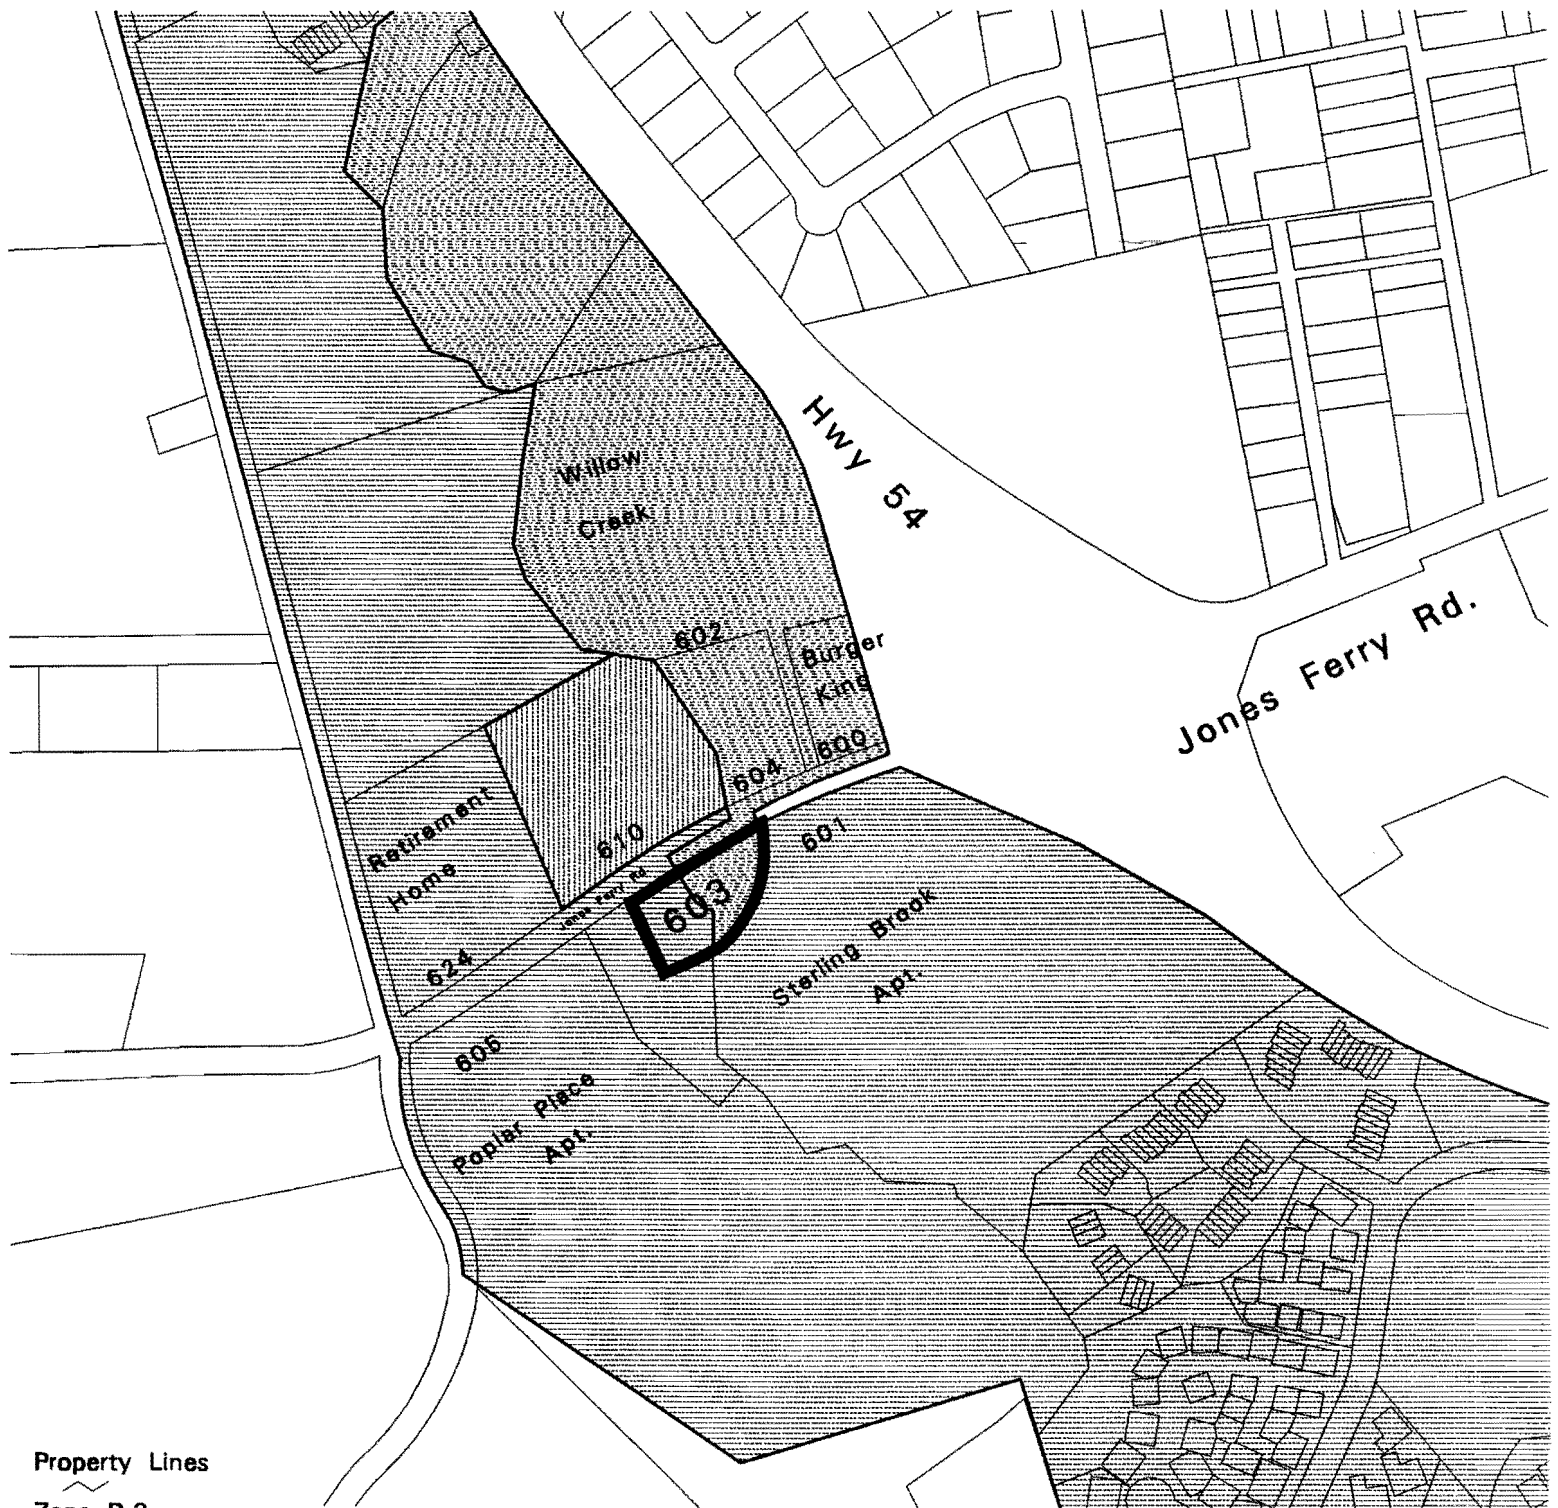 Hwy 54
Willow
Creek
602
Burger
King
Jones Ferry Rd.
600
604
Retirement
Home
610
601
Jones Ferry Rd
603
Sterling Brook
Apt.
624
606
Poplar Place
Apt.
Property Lines